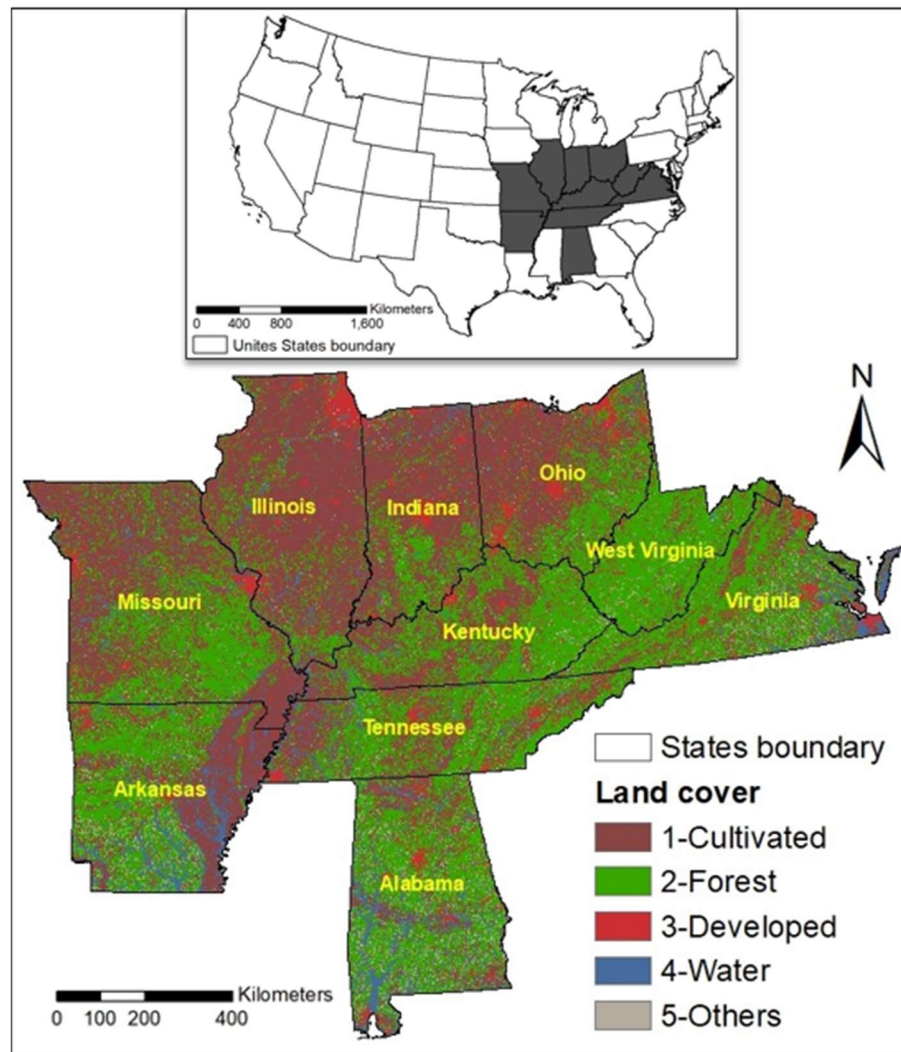 Kilometers
0 400 800 1,600
Unites States boundary
N
Ohio
Illinois
Indiana
West Virginia
Missouri
Virginia
Kentucky
Tennessee
Arkansas
Alabama
States boundary
Land cover
1-Cultivated
2-Forest
3-Developed
4-Water
5-Others
Kilometers
0 100 200 400